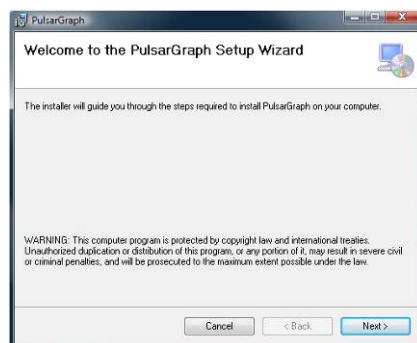 PulsarGraph
Welcome to the PulsarGraph Setup Wizard
The installer will guide you through the steps required to install PulsarGraph on your computer.
WARNING: This computer program is protected by copyright law and international treaties.
Unauthorized duplication or distribution of this program, or any portion of it, may result in severe civil
or criminal penalties, and will be prosecuted to the maximum extent possible under the law.
Cancel
< Back
Next >